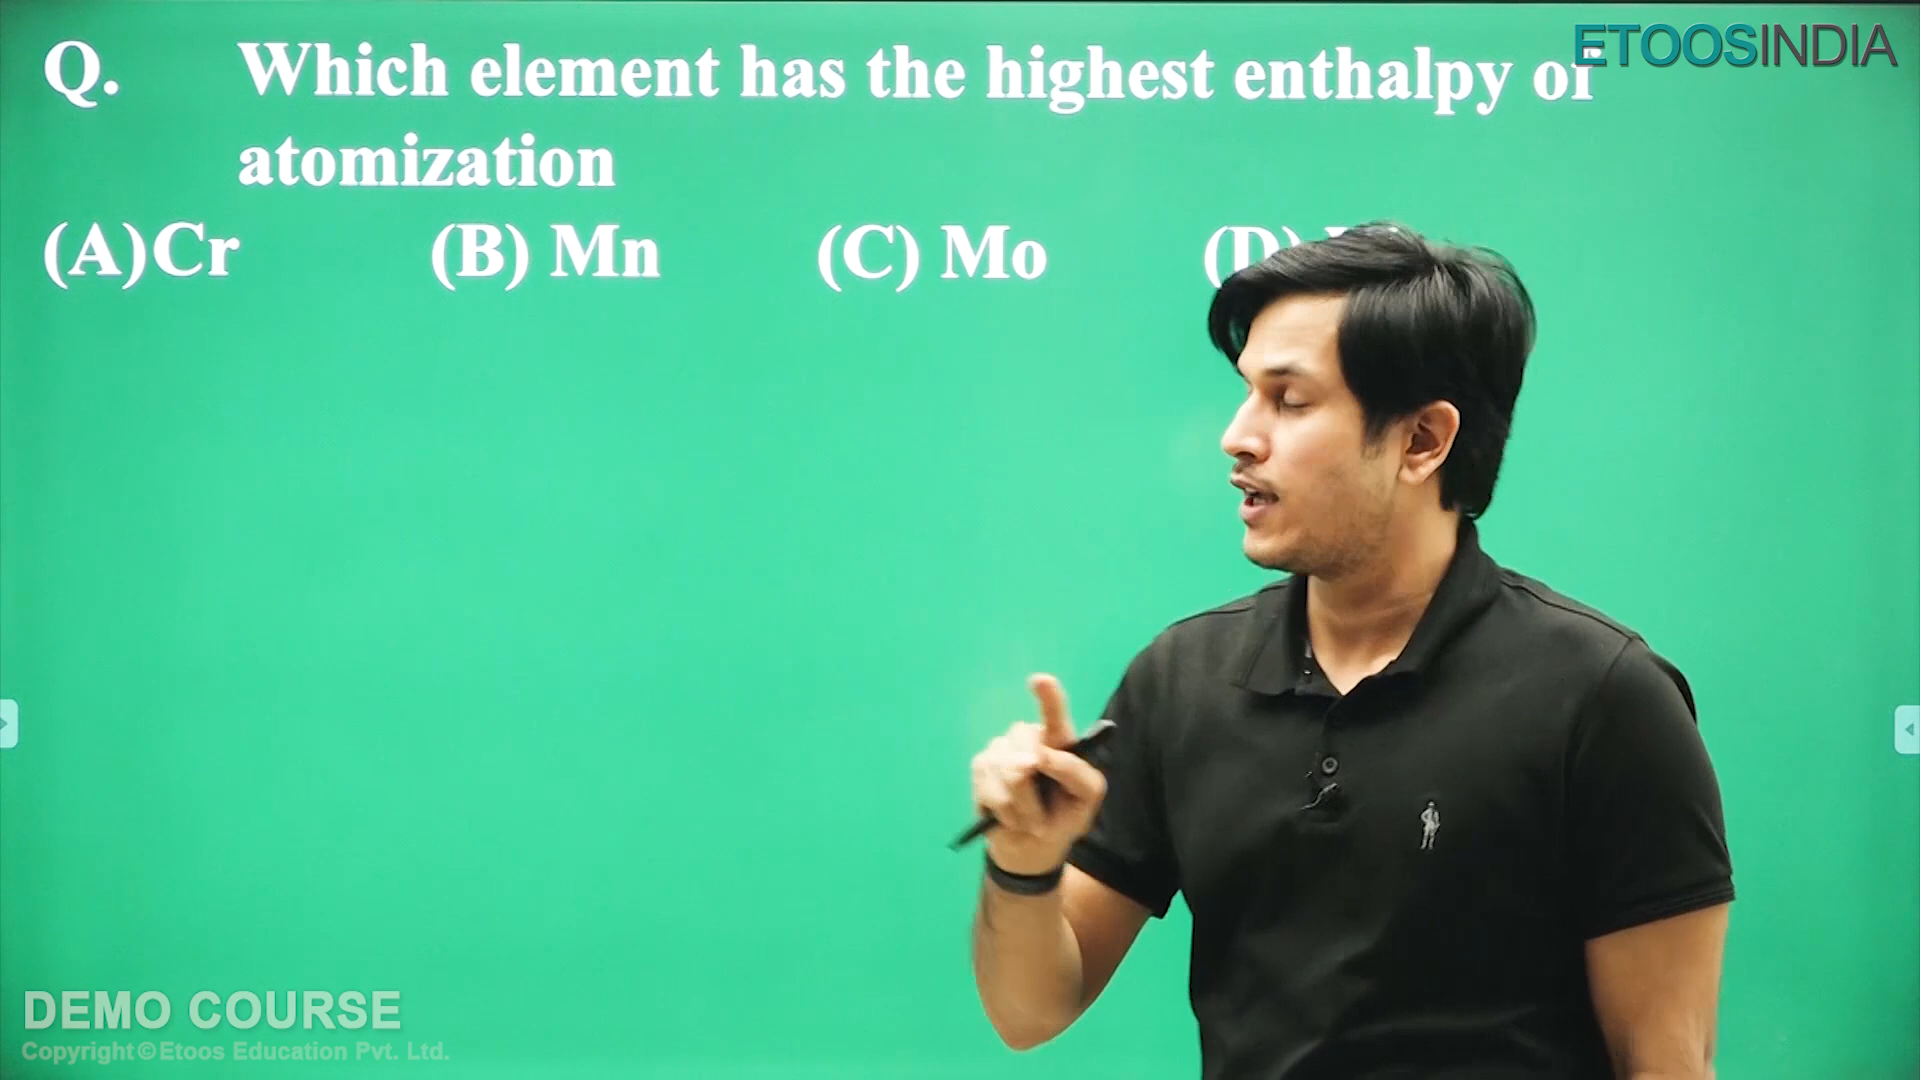 ETOOSINDIA
Q. Which element has the highest enthalpy of
atomization
(A)Cr (B) Mn (C) Mo (D)
DEMO COURSE
Copyright©Etoos Education Pvt. Ltd.